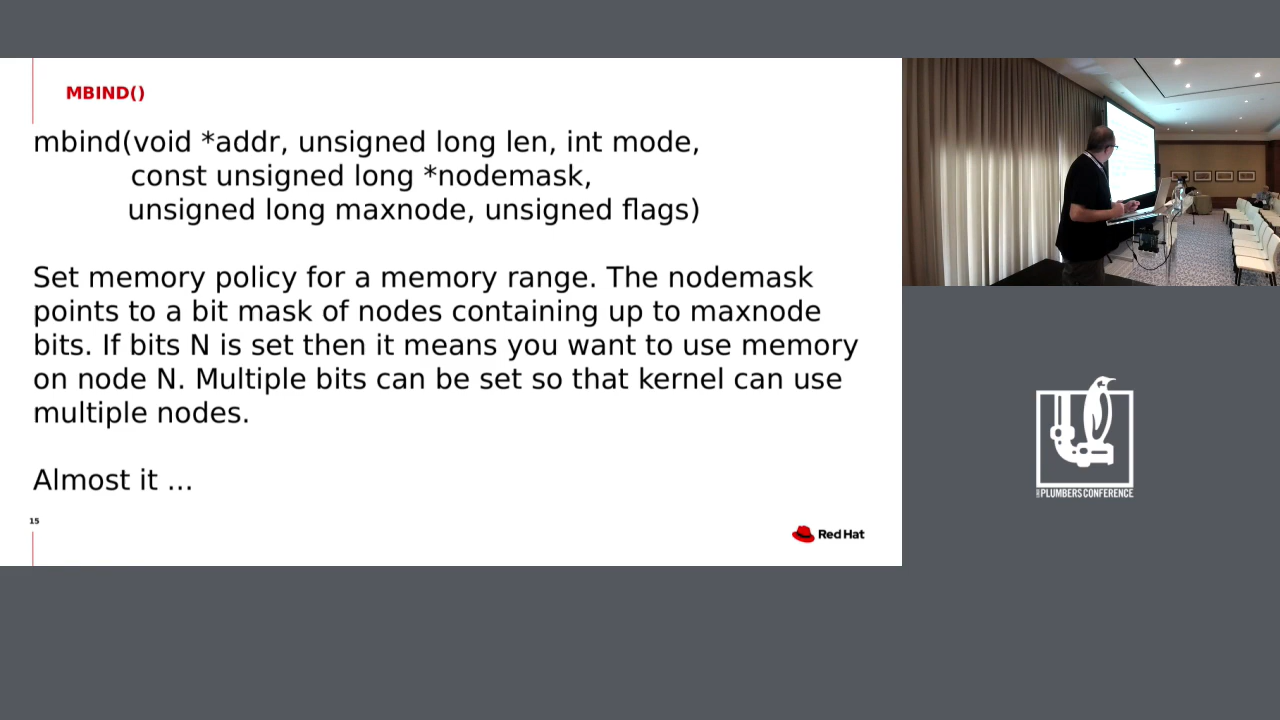 MBIND()
mbind(void *addr, unsigned long len, int mode,
const unsigned long *nodemask,
unsigned long maxnode, unsigned flags)
Set memory policy for a memory range. The nodemask
points to a bit mask of nodes containing up to maxnode
bits. If bits N is set then it means you want to use memory
on node N. Multiple bits can be set so that kernel can use
multiple nodes.
Almost it ...
15
Red Hat
PLUMBERS CONFERENCE